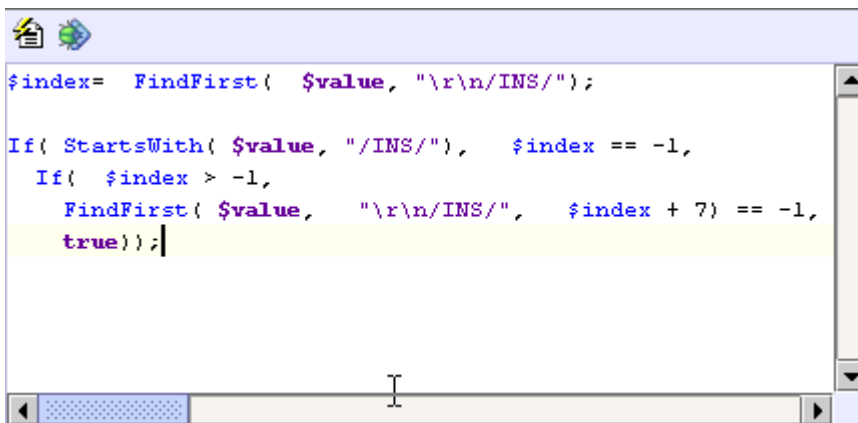 $index=  FindFirst(  $value, "\r\n/INS/");
If( StartsWith( $value, "/INS/"),   $index == -1,
  If(  $index > -1,
    FindFirst( $value,   "\r\n/INS/",   $index + 7) == -1,
    true));